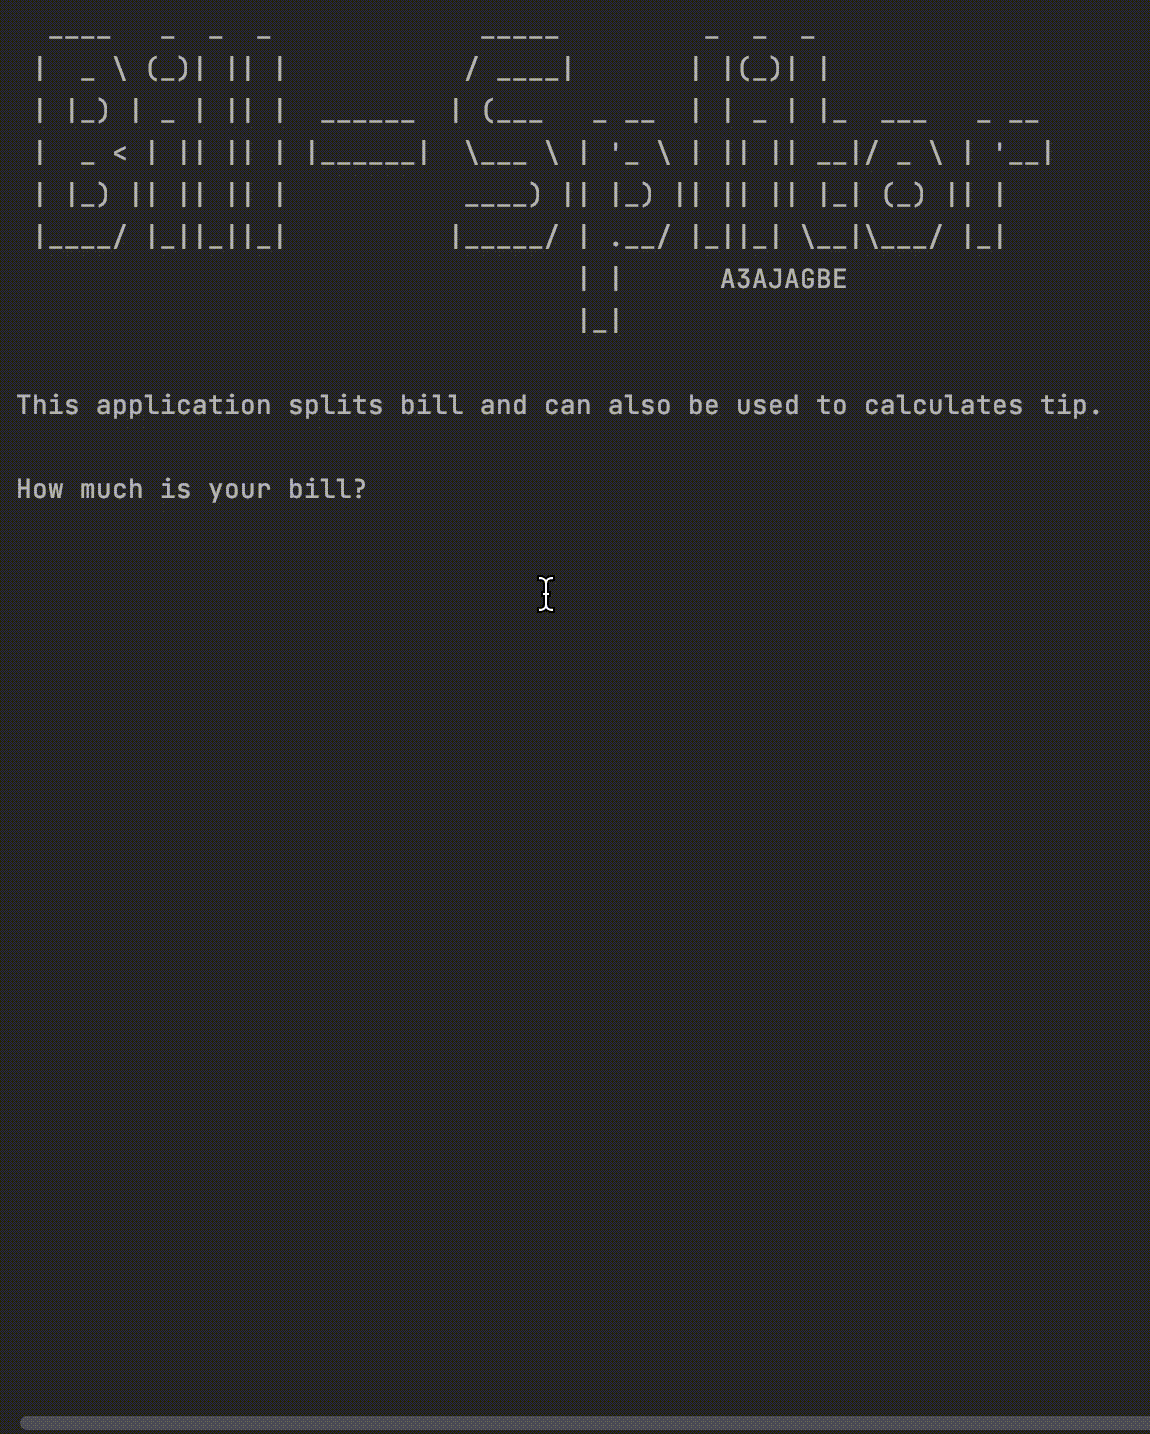 ____   _  _  _             _____         _  _  _
 |  _ \ (_)| || |           / ____|       | |(_)| |
 | |_) | _ | || |  ______  | (___   _ __  | | _ | |_  ___   _ __
 |  _ < | || || | |______|  \___ \ | '_ \ | || || __|/ _ \ | '__|
 | |_) || || || |           ____) || |_) || || || |_| (_) || |
 |____/ |_||_||_|          |_____/ | .__/ |_||_| \__|\___/ |_|
                                   | |      A3AJAGBE
                                   |_|
This application splits bill and can also be used to calculates tip.
How much is your bill?